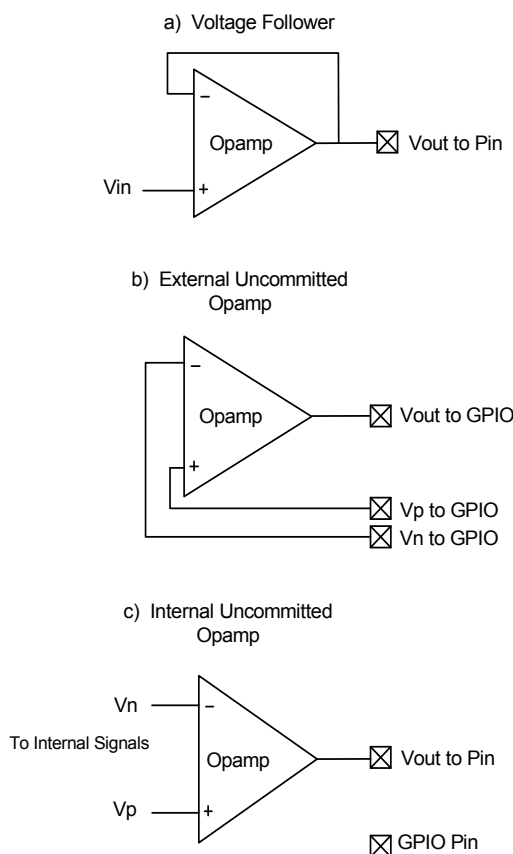 a) Voltage Follower
−
Opamp
Vout to Pin
Vin
+
b) External Uncommitted
Opamp
−
Opamp
Vout to GPIO
+
Vp to GPIO
Vn to GPIO
c) Internal Uncommitted
Opamp
Vn
−
To Internal Signals
Opamp
Vout to Pin
Vp
+
GPIO Pin